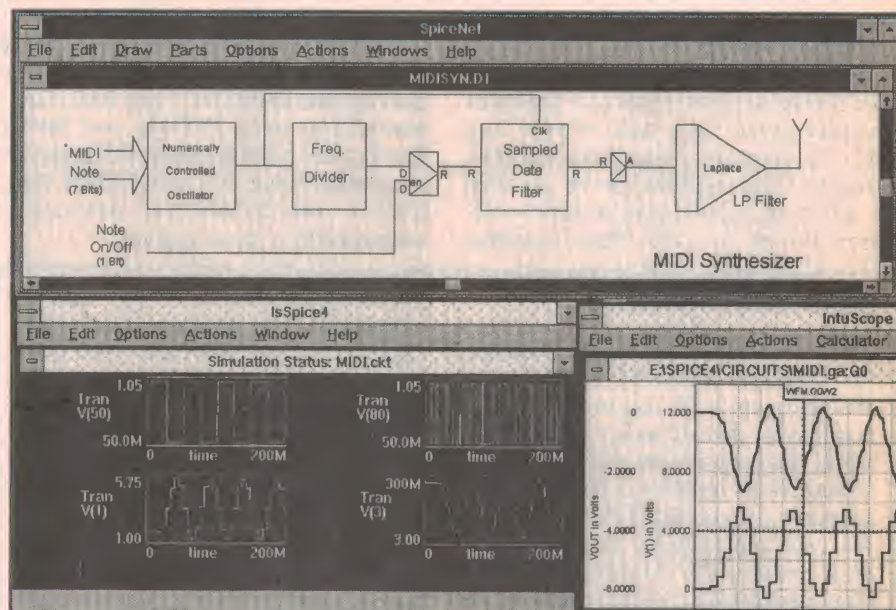 SpiceNet
File Edit Draw Parts Options Actions Windows Help
MIDISYN.D1
*MIDI
Note
(7 Bits)
Numerically
Controlled
Oscillator
Freq.
Divider
D
D
en
R
R
Clk
Sampled
Data
Filter
R
R
A
Laplace
LP Filter
Note
On/Off
(1 Bit)
MIDI Synthesizer
IsSpice4
File Edit Options Actions Window Help
Simulation Status: MIDI.ckt
Tran
V(50)
1.05
50.0M
0 time 200M
Tran
V(80)
1.05
50.0M
0 time 200M
Tran
V(1)
5.75
1.00
0 time 200M
Tran
V(3)
300M
3.00
0 time 200M
IntuScope
File Edit Options Actions Calculator
E:\SPICE4\CIRCUITS\MIDI.ga:G0
WFM.G0W2
0 12.000
-2.0000 8.0000
-4.0000 4.0000
-6.0000 0
VOUT in Volts
V(1) in Volts